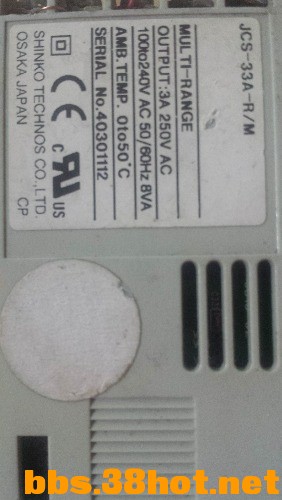 JCS-33A-R/M
MULTI-RANGE
OUTPUT:3A 250V AC
100to240V AC 50/60Hz 8VA
AMB.TEMP. 0to50°C
SERIAL No.40301112
CE
c UR US
SHINKO TECHNOS CO.,LTD.
OSAKA JAPAN
CP
bbs.38hot.net